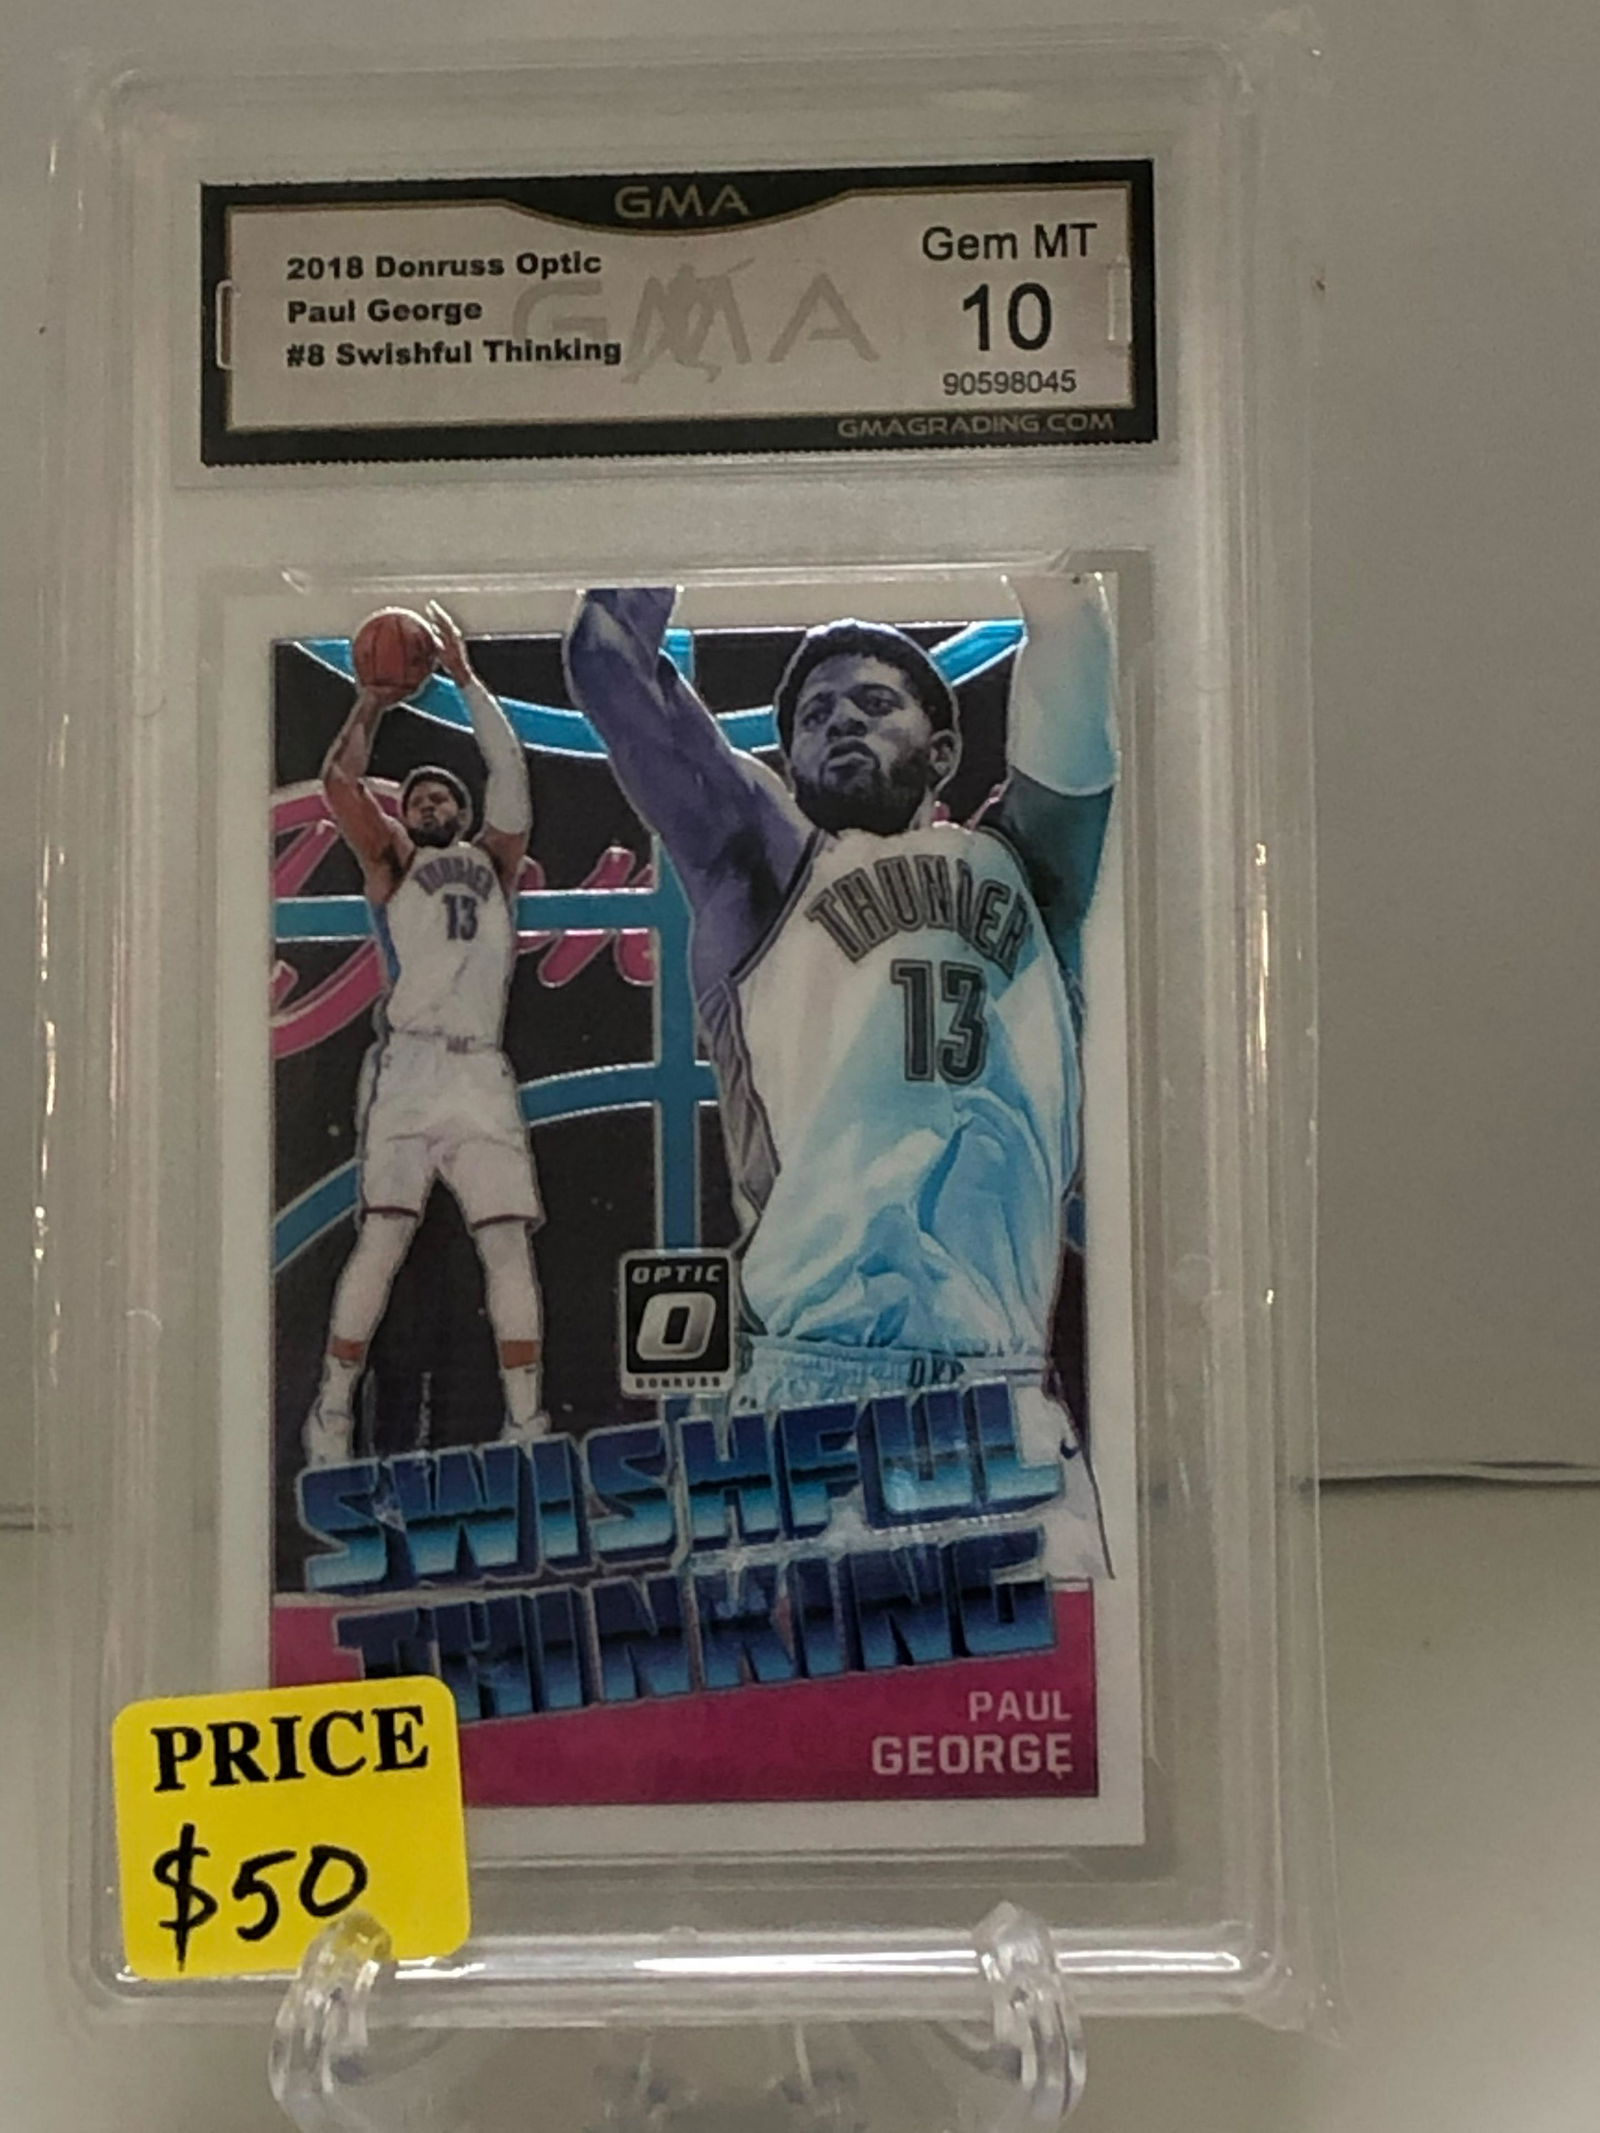 GMA
2018 Donruss Optic
Paul George
#8 Swishful Thinking
GMA
Gem MT
10
90598045
GMAGRADING.COM
THUNDER
13
THUNDER
13
OPTIC
O
DONRUSS
SWISHFUL
THINKING
PAUL
GEORGE
PRICE
$50